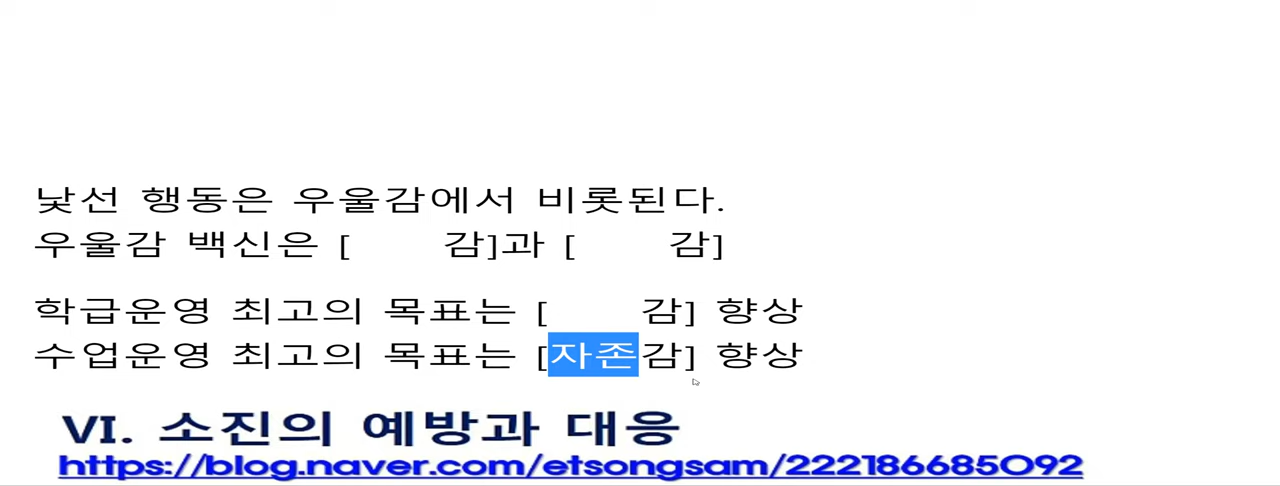 낯선 행동은 우울감에서 비롯된다.
우울감 백신은 [ 감]과 [ 감]
학급운영 최고의 목표는 [ 감] 향상
수업운영 최고의 목표는 [자존감] 향상
VI. 소진의 예방과 대응
https://blog.naver.com/etsongsam/222186685092